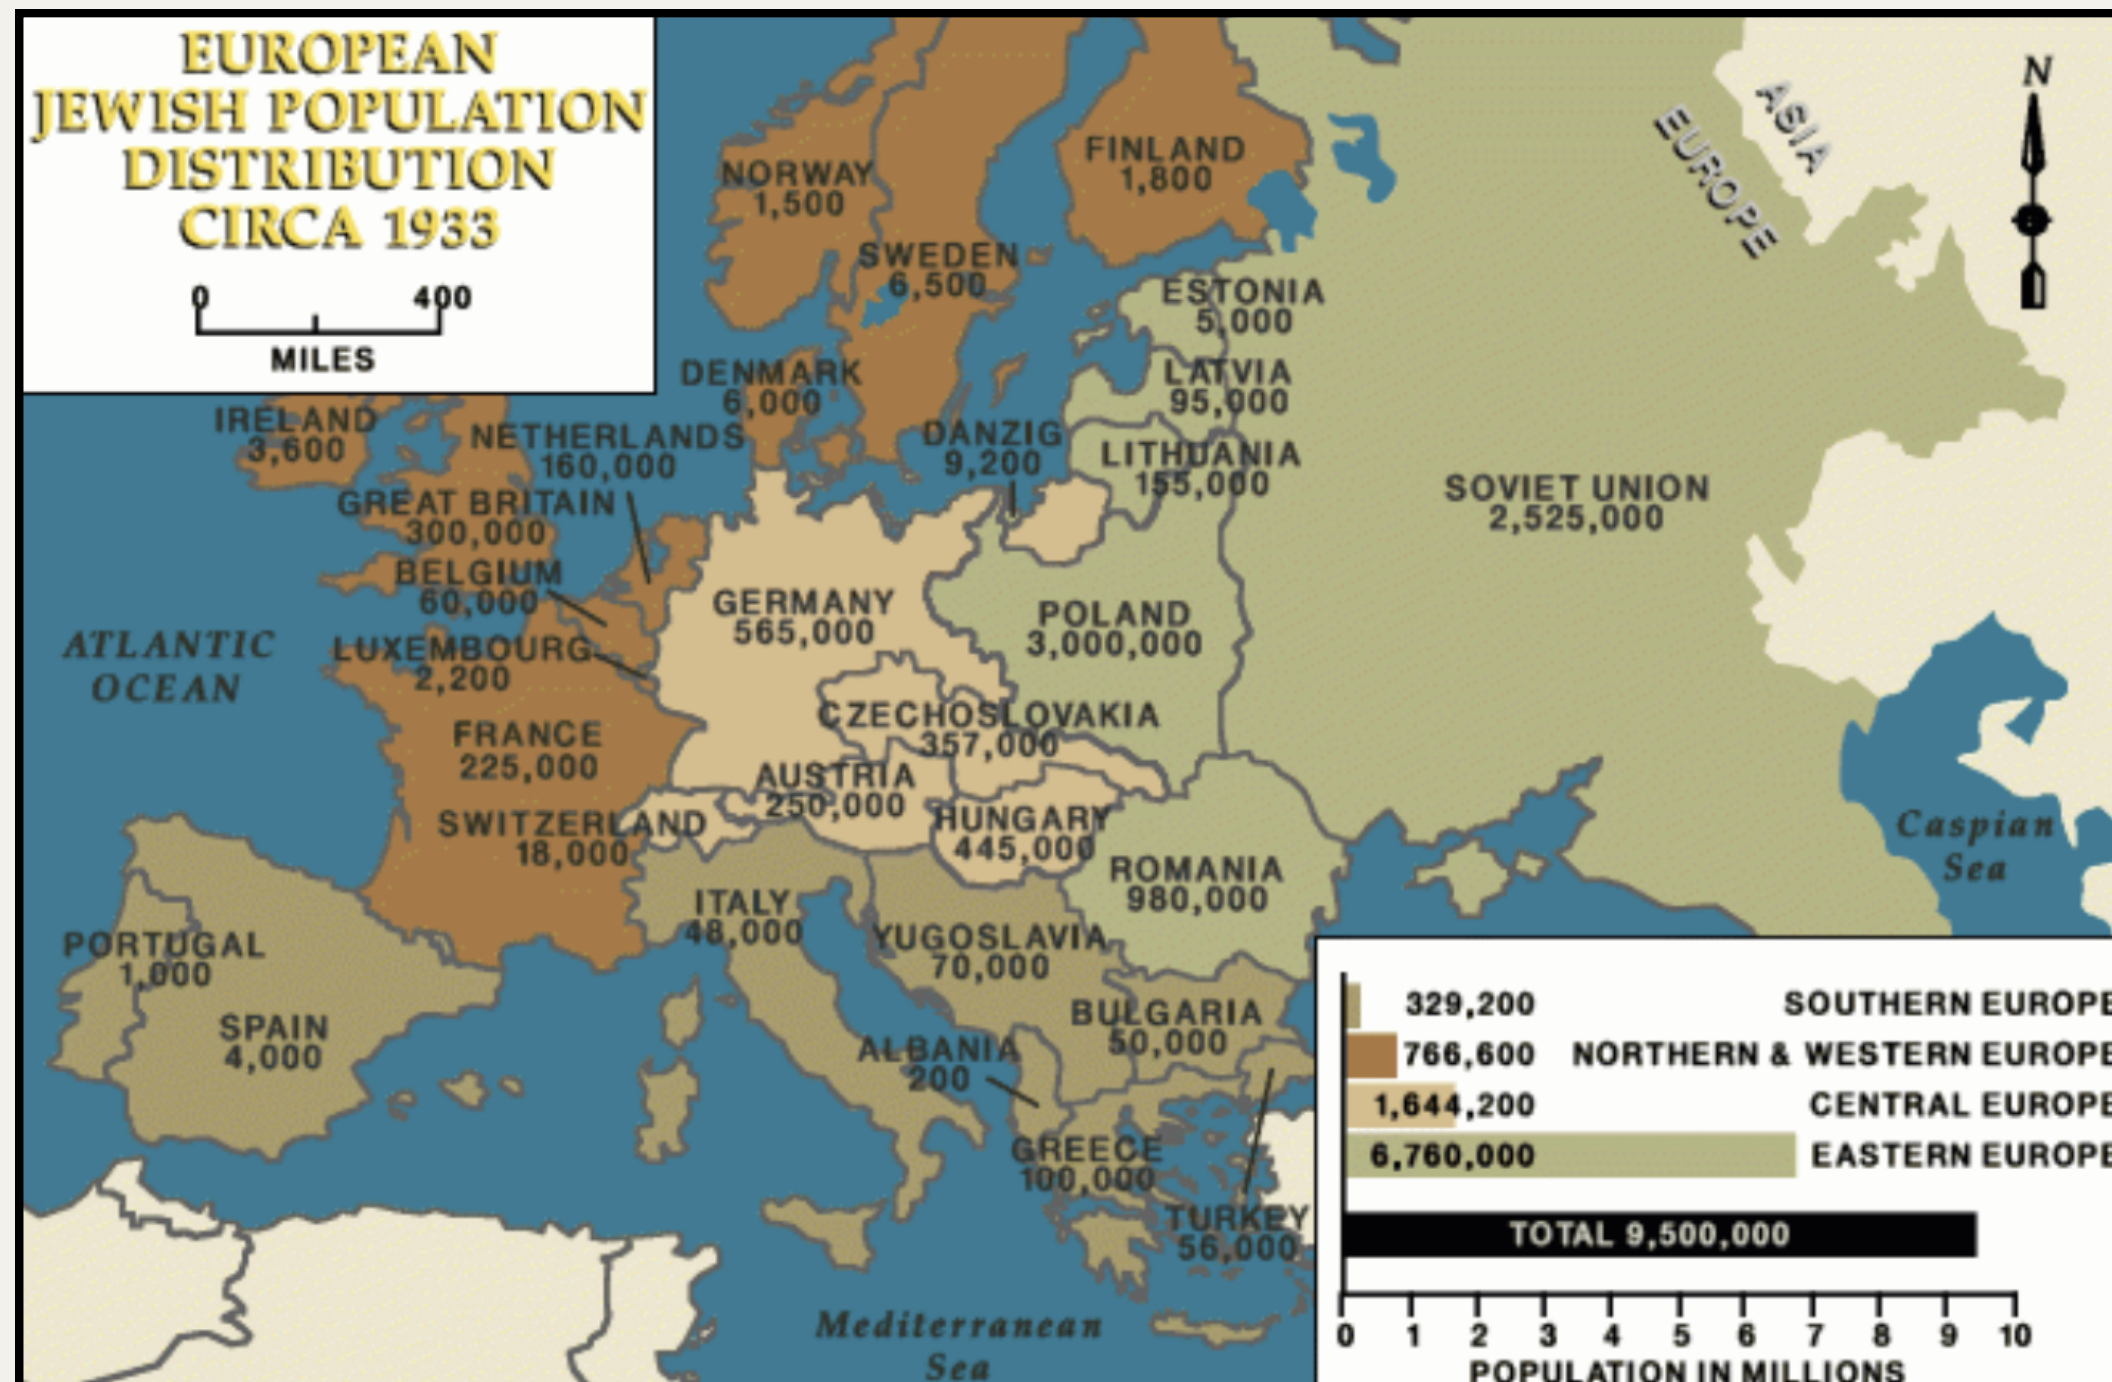 EUROPEAN
JEWISH POPULATION
DISTRIBUTION
CIRCA 1933
0 400
MILES
N
ASIA
EUROPE
NORWAY
1,500
FINLAND
1,800
SWEDEN
6,500
ESTONIA
5,000
DENMARK
6,000
LATVIA
95,000
IRELAND
3,600
NETHERLANDS
160,000
DANZIG
9,200
LITHUANIA
155,000
GREAT BRITAIN
300,000
SOVIET UNION
2,525,000
BELGIUM
60,000
GERMANY
565,000
POLAND
3,000,000
ATLANTIC
OCEAN
LUXEMBOURG
2,200
CZECHOSLOVAKIA
357,000
FRANCE
225,000
AUSTRIA
250,000
SWITZERLAND
18,000
HUNGARY
445,000
Caspian
Sea
ROMANIA
980,000
ITALY
48,000
YUGOSLAVIA
70,000
PORTUGAL
1,000
SPAIN
4,000
BULGARIA
50,000
ALBANIA
200
GREECE
100,000
TURKEY
56,000
Mediterranean
Sea
329,200 SOUTHERN EUROPE
766,600 NORTHERN & WESTERN EUROPE
1,644,200 CENTRAL EUROPE
6,760,000 EASTERN EUROPE
TOTAL 9,500,000
0 1 2 3 4 5 6 7 8 9 10
POPULATION IN MILLIONS